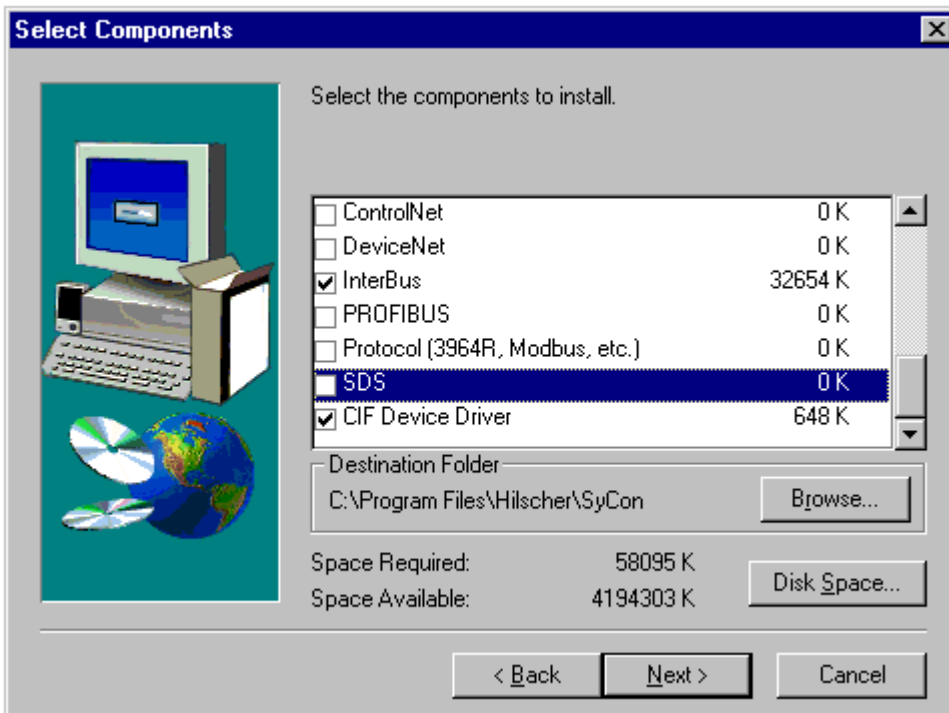 Select Components
Select the components to install.
ControlNet 0 K
DeviceNet 0 K
InterBus 32654 K
PROFIBUS 0 K
Protocol (3964R, Modbus, etc.) 0 K
SDS 0 K
CIF Device Driver 648 K
Destination Folder
C:\Program Files\Hilscher\SyCon Browse...
Space Required: 58095 K
Space Available: 4194303 K
Disk Space...
< Back Next > Cancel